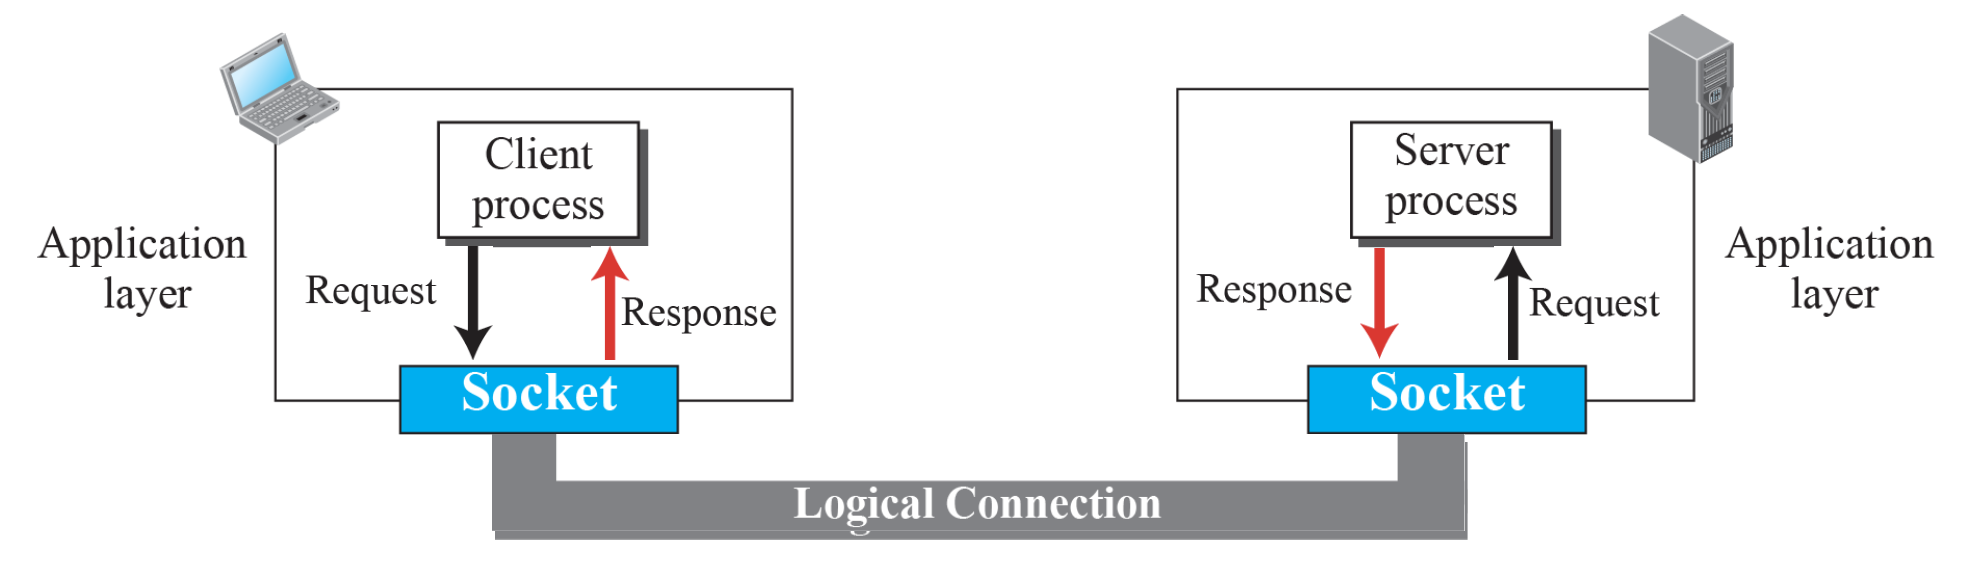 Client
process
Server
process
Application
layer
Request
Response
Response
Request
Application
layer
Socket
Socket
Logical Connection